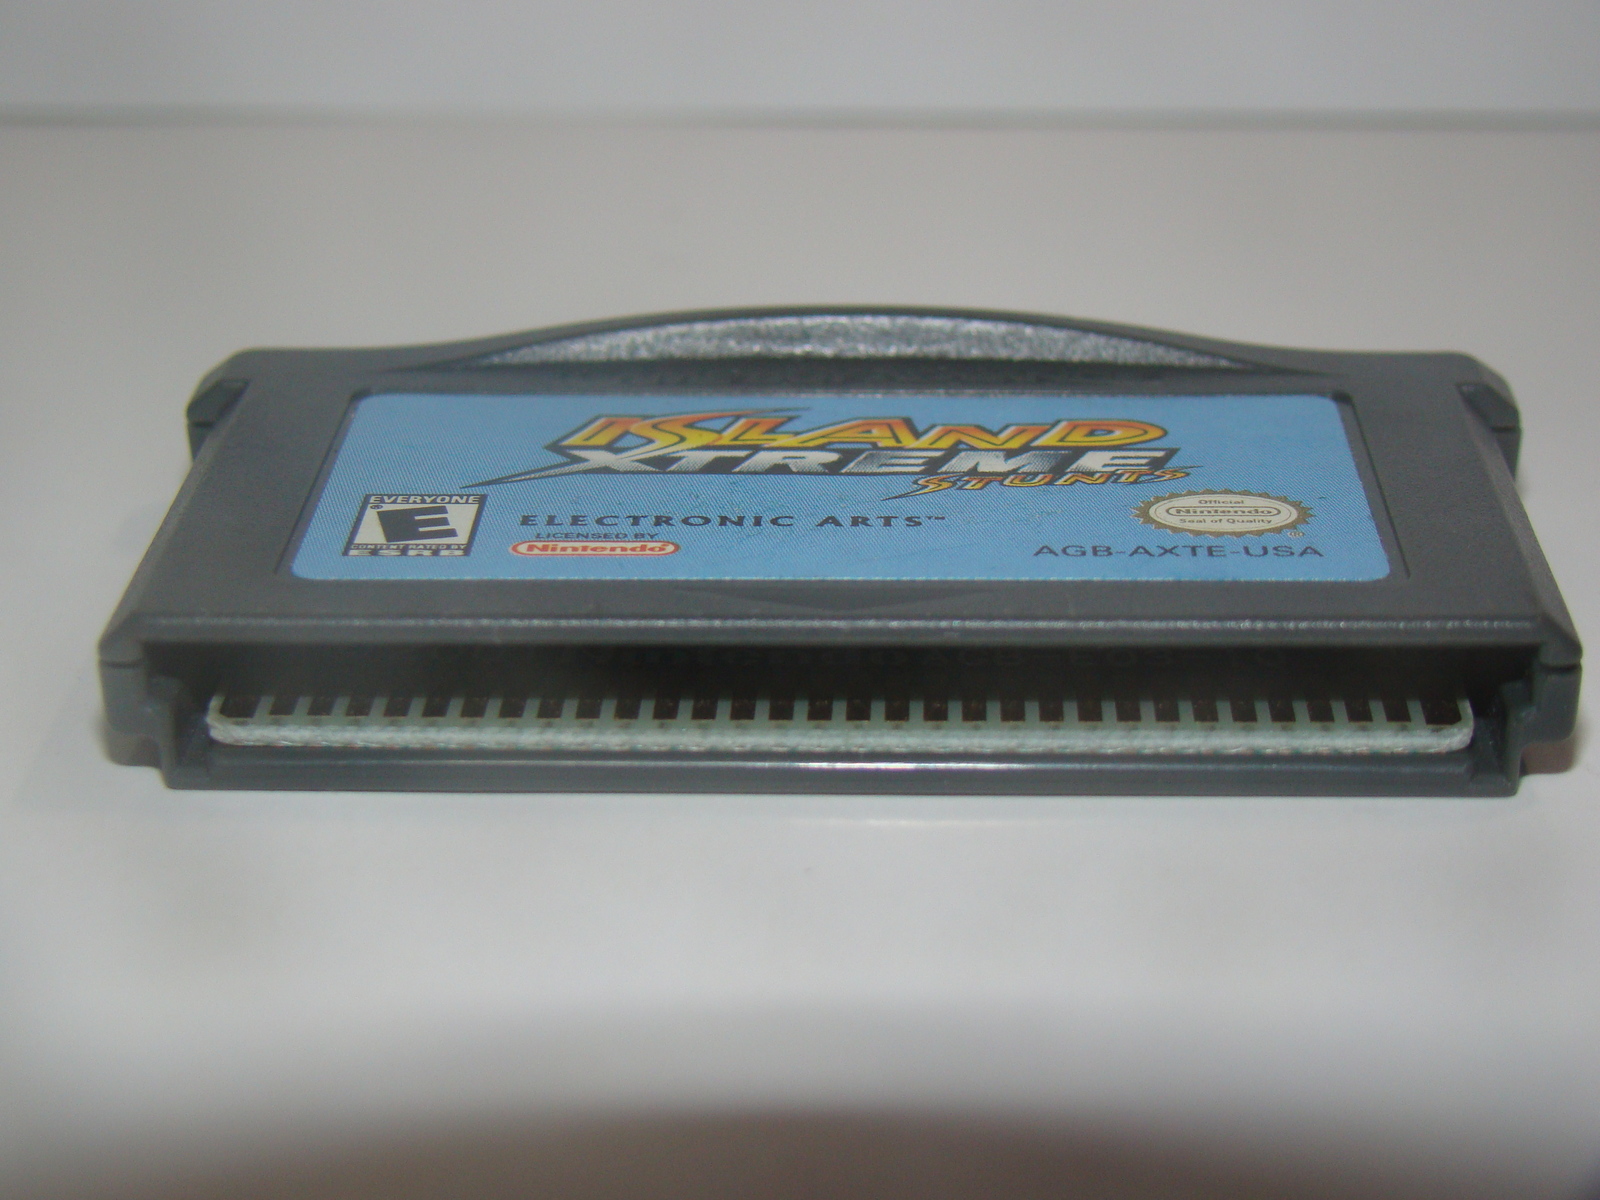 ISLAND
XTREME
STUNTS
EVERYONE
E
CONTENT RATED BY
ESRB
ELECTRONIC ARTS™
LICENSED BY
Nintendo®
Official
Nintendo
Seal of Quality
®
AGB-AXTE-USA